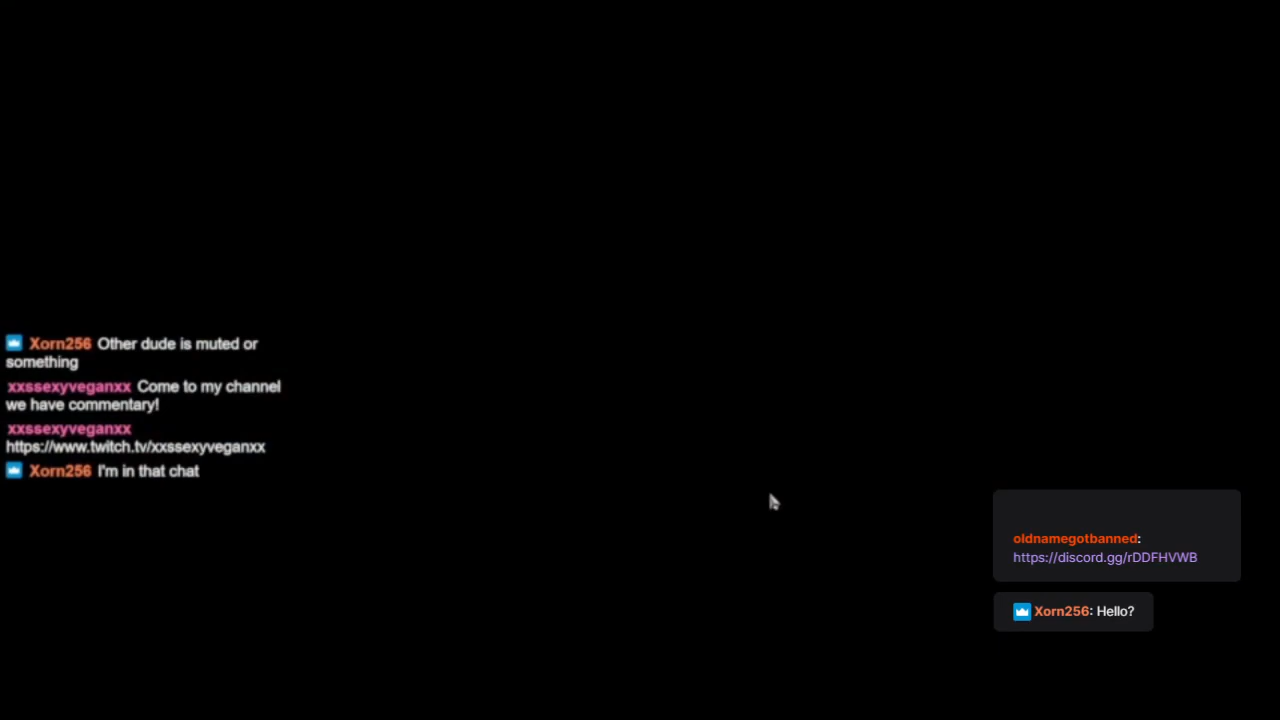 Xorn256 Other dude is muted or
something
xxssexyveganxx Come to my channel
we have commentary!
xxssexyveganxx
https://www.twitch.tv/xxssexyveganxx
Xorn256 I'm in that chat
oldnamegotbanned:
https://discord.gg/rDDFHVWB
Xorn256: Hello?